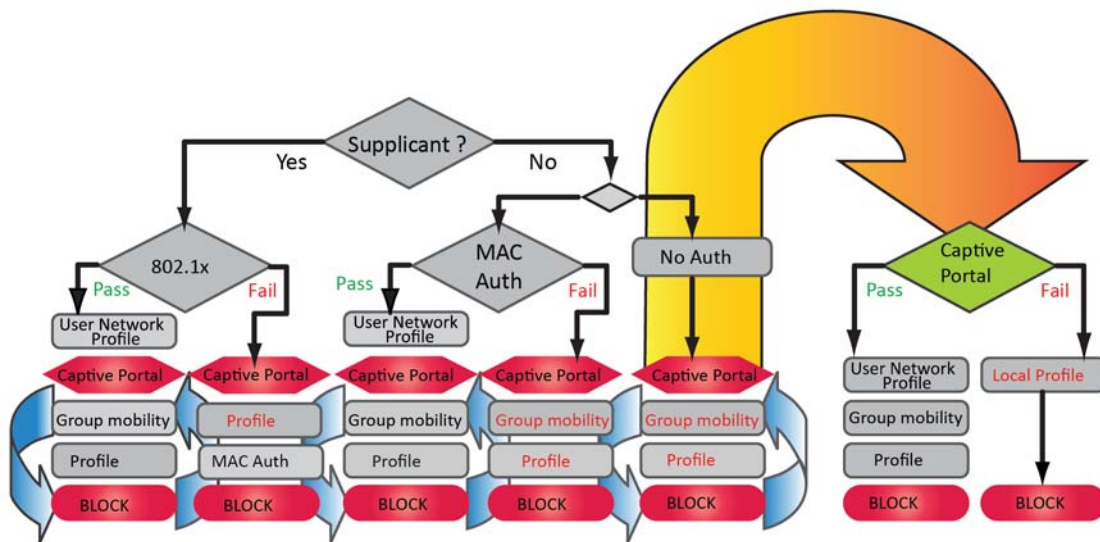 Supplicant ?
Yes
No
802.1x
MAC
Auth
No Auth
Captive
Portal
Pass
Fail
Pass
Fail
Pass
Fail
User Network
Profile
User Network
Profile
User Network
Profile
Local Profile
Captive Portal
Captive Portal
Captive Portal
Captive Portal
Captive Portal
Group mobility
Profile
Group mobility
Group mobility
Group mobility
Group mobility
Profile
MAC Auth
Profile
Profile
Profile
Profile
BLOCK
BLOCK
BLOCK
BLOCK
BLOCK
BLOCK
BLOCK